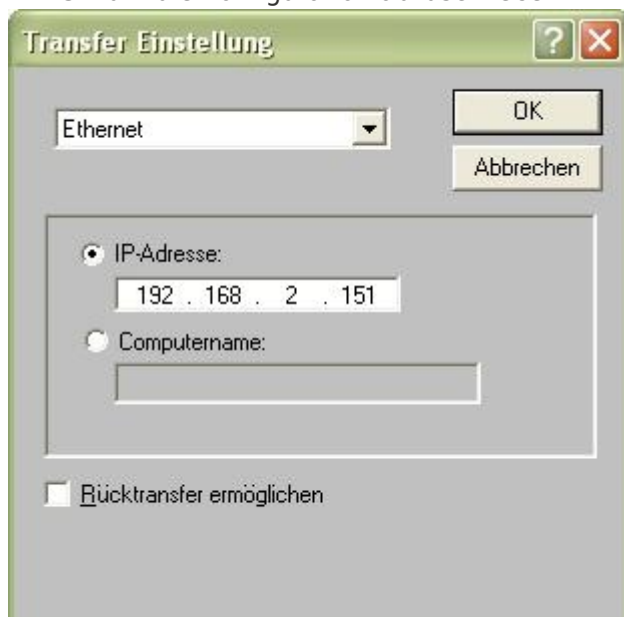 Transfer Einstellung
Ethernet
OK
Abbrechen
IP-Adresse:
192 . 168 . 2 . 151
Computername:
Rücktransfer ermöglichen